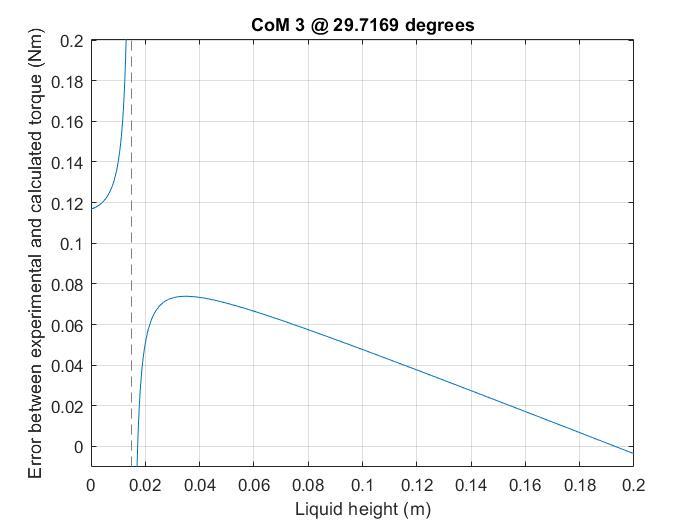 CoM 3 @ 29.7169 degrees
Error between experimental and calculated torque (Nm)
0.2
0.18
0.16
0.14
0.12
0.1
0.08
0.06
0.04
0.02
0
0 0.02 0.04 0.06 0.08 0.1 0.12 0.14 0.16 0.18 0.2
Liquid height (m)